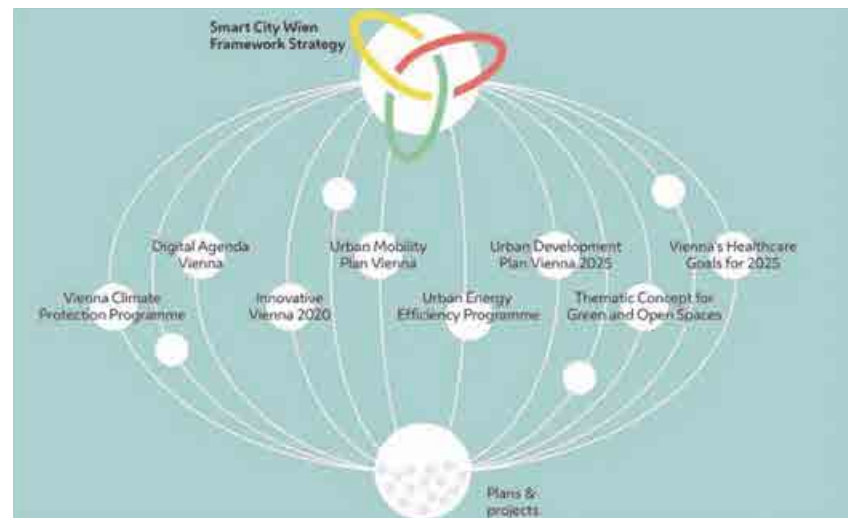 Smart City Wien
Framework Strategy
Digital Agenda
Vienna
Urban Mobility
Plan Vienna
Urban Development
Plan Vienna 2025
Vienna's Healthcare
Goals for 2025
Vienna Climate
Protection Programme
Innovative
Vienna 2020
Urban Energy
Efficiency Programme
Thematic Concept for
Green and Open Spaces
Plans &
projects